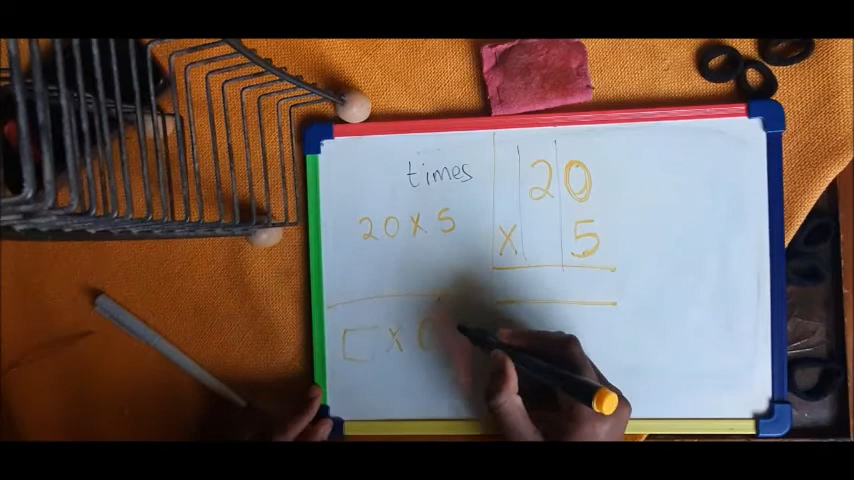 times
20 × 5
20
× 5
□ × 0